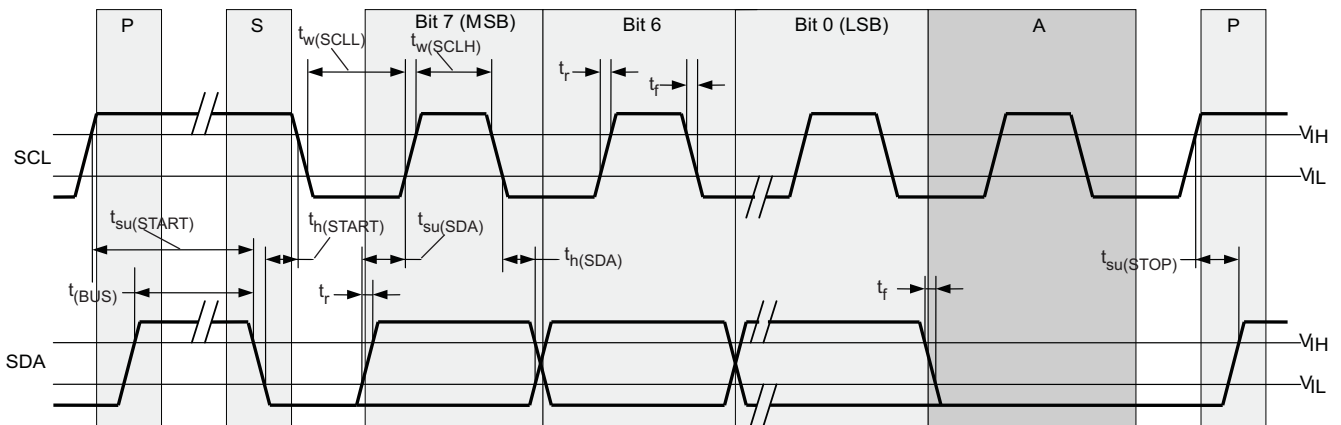 P S Bit 7 (MSB) Bit 6 Bit 0 (LSB) A P
tw(SCLL) tw(SCLH) tr tf
VIH
SCL
VIL
tsu(START) th(START) tsu(SDA) th(SDA) tsu(STOP)
t(BUS) tr tf
VIH
SDA
VIL